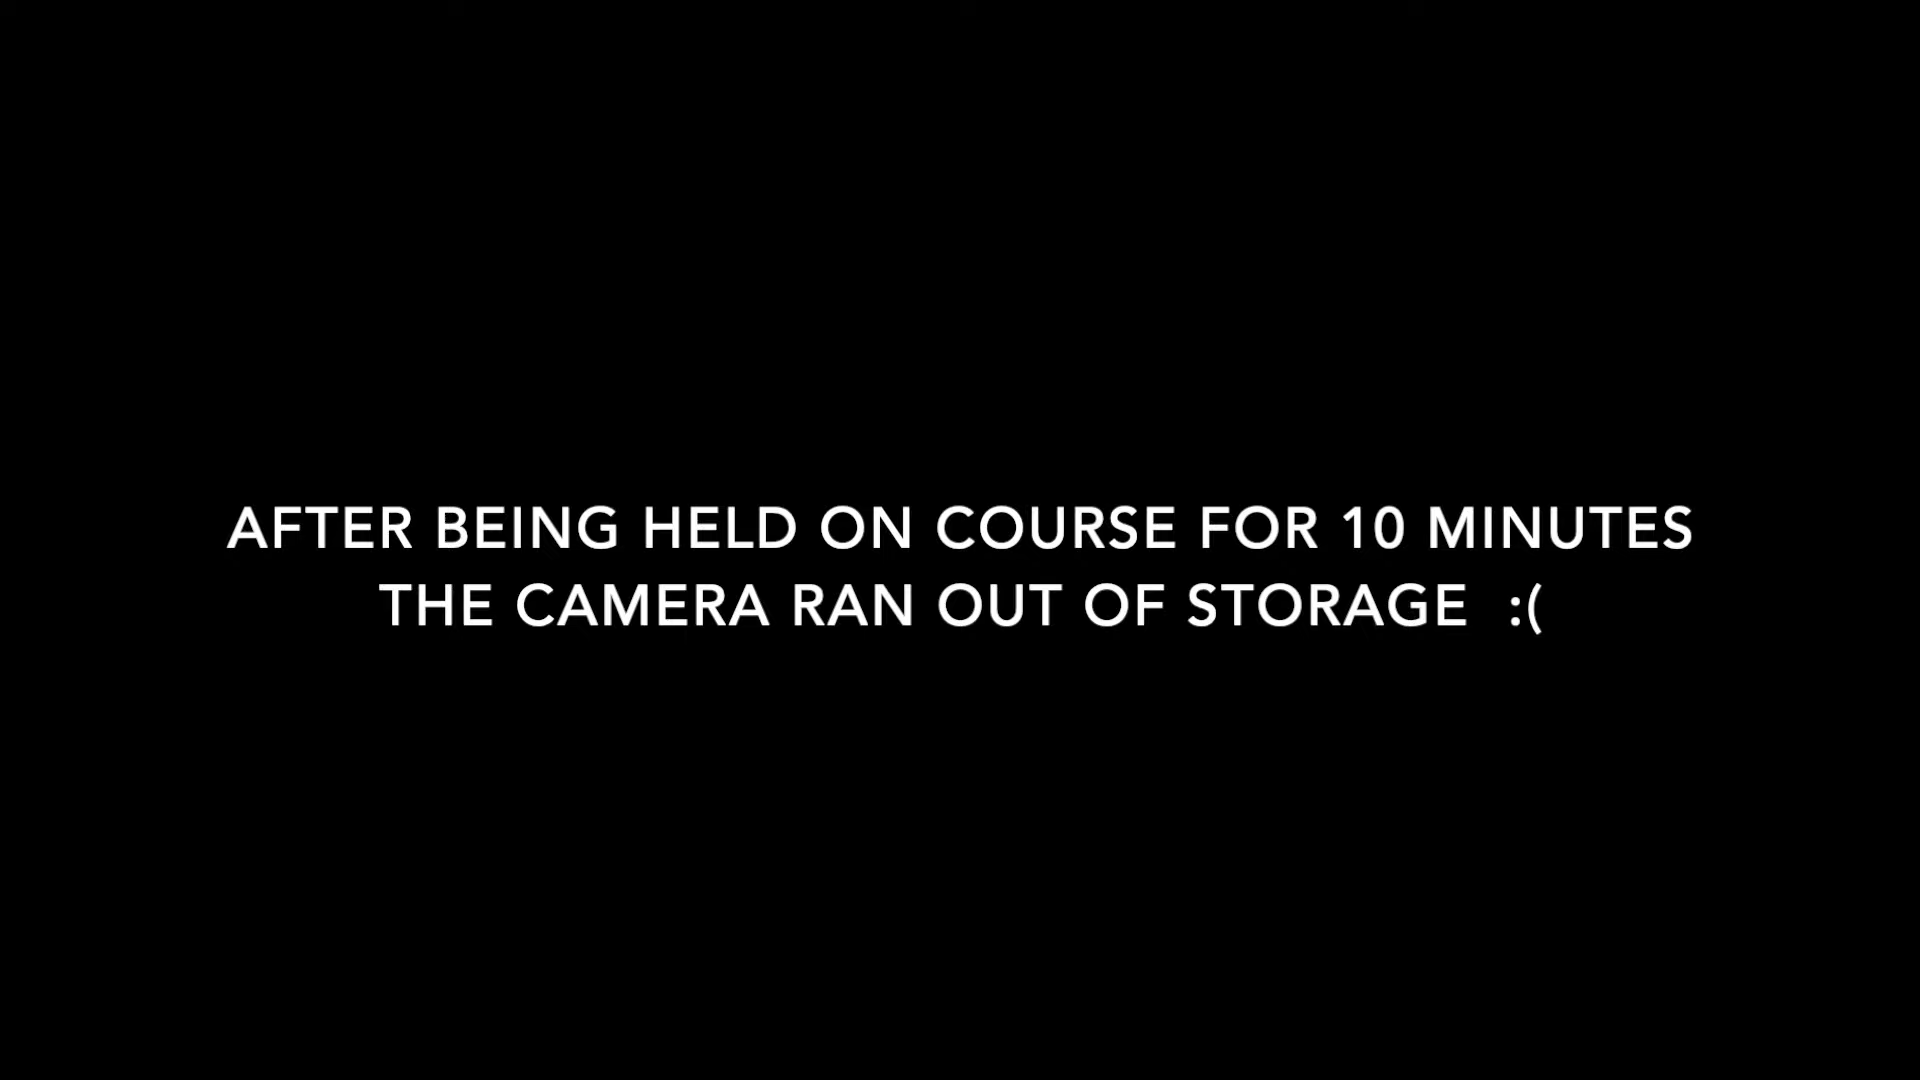 AFTER BEING HELD ON COURSE FOR 10 MINUTES
THE CAMERA RAN OUT OF STORAGE :(